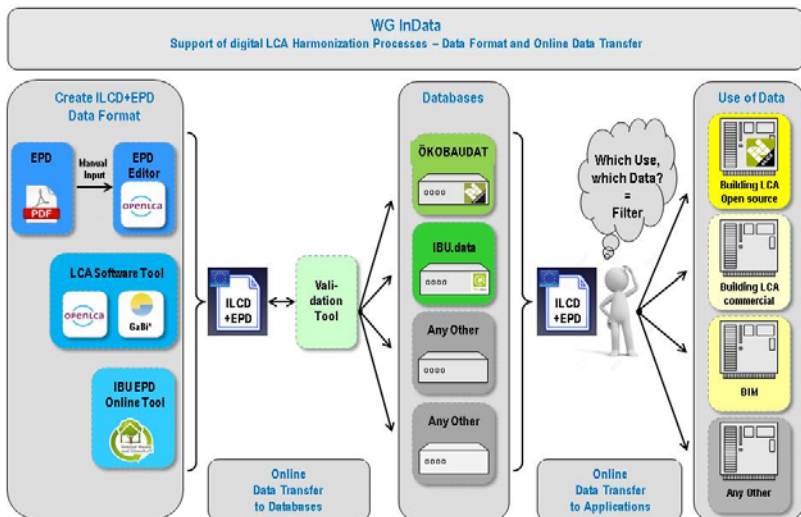 WG InData
Support of digital LCA Harmonization Processes – Data Format and Online Data Transfer
Create ILCD+EPD
Data Format
EPD
PDF
Manual
Input
EPD
Editor
OPENLCA
LCA Software Tool
OPENLCA
GaBi
IBU EPD
Online Tool
ILCD
+EPD
Vali-
dation
Tool
Online
Data Transfer
to Databases
Databases
ÖKOBAUDAT
IBU.data
Any Other
Any Other
ILCD
+EPD
Which Use,
which Data?
=
Filter
Online
Data Transfer
to Applications
Use of Data
Building LCA
Open source
Building LCA
commercial
BIM
Any Other